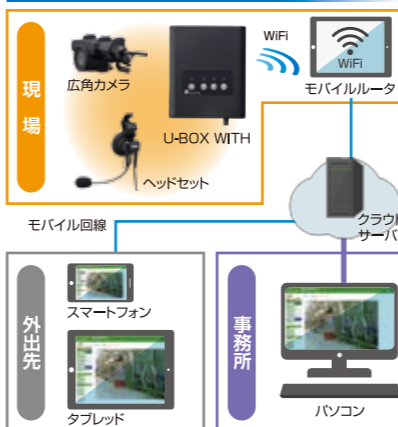 現場
広角カメラ
U-BOX WITH
ヘッドセット
WiFi
WiFi
モバイルルータ
クラウド
サーバ
モバイル回線
外出先
スマートフォン
タブレッド
事務所
パソコン